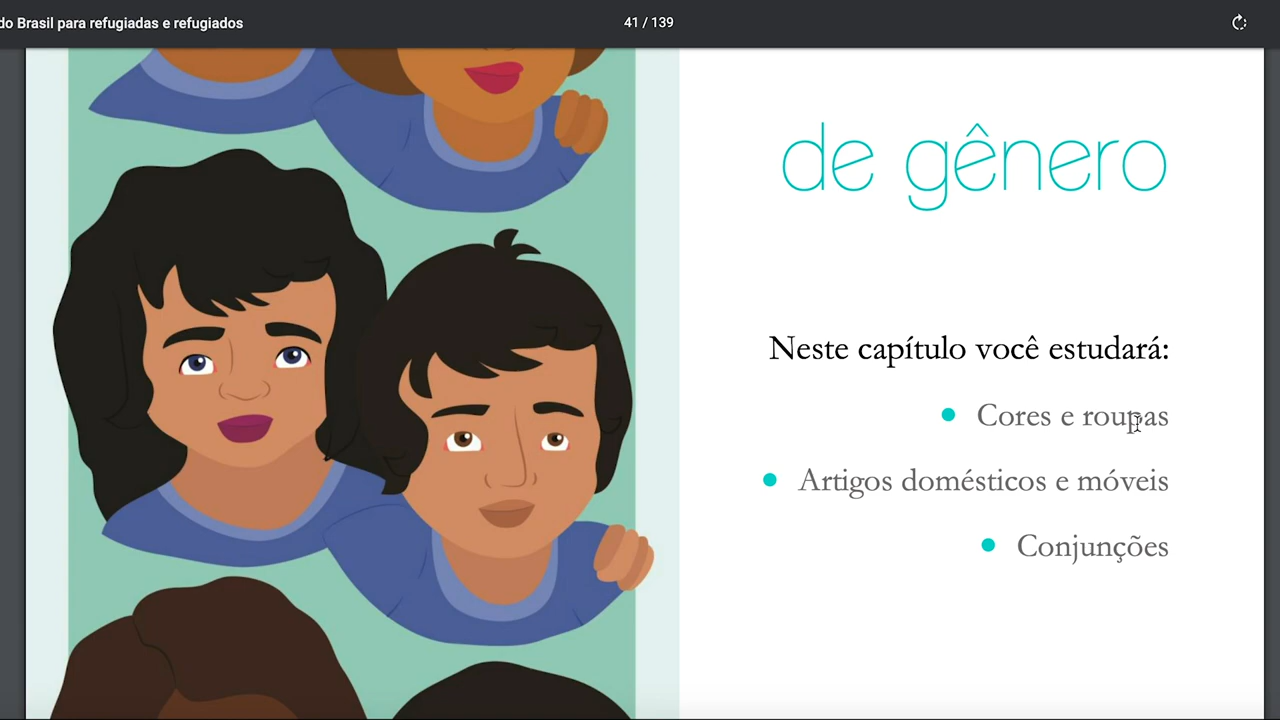 do Brasil para refugiadas e refugiados
41 / 139
de gênero
Neste capítulo você estudará:
Cores e roupas
Artigos domésticos e móveis
Conjunções